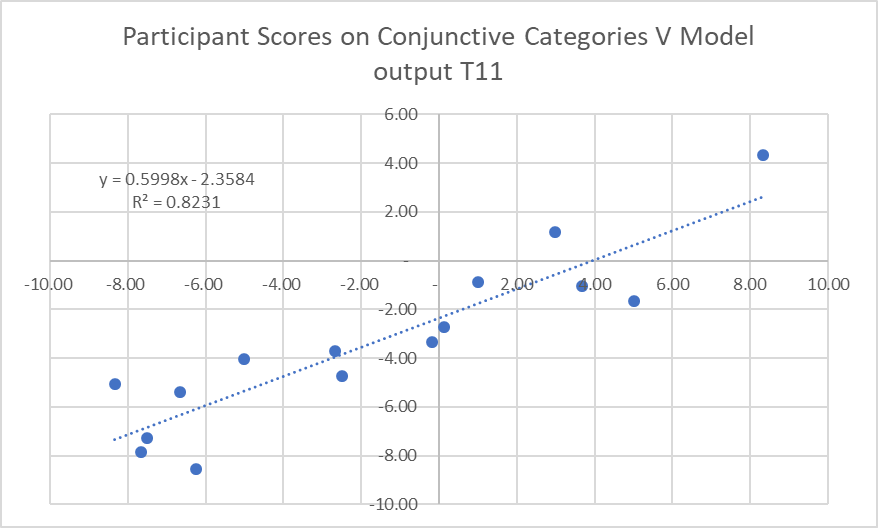 Participant Scores on Conjunctive Categories V Model
output T11
6.00
4.00
2.00
-
-2.00
-4.00
-6.00
-8.00
-10.00
y = 0.5998x - 2.3584
R² = 0.8231
-10.00 -8.00 -6.00 -4.00 -2.00 - 2.00 4.00 6.00 8.00 10.00